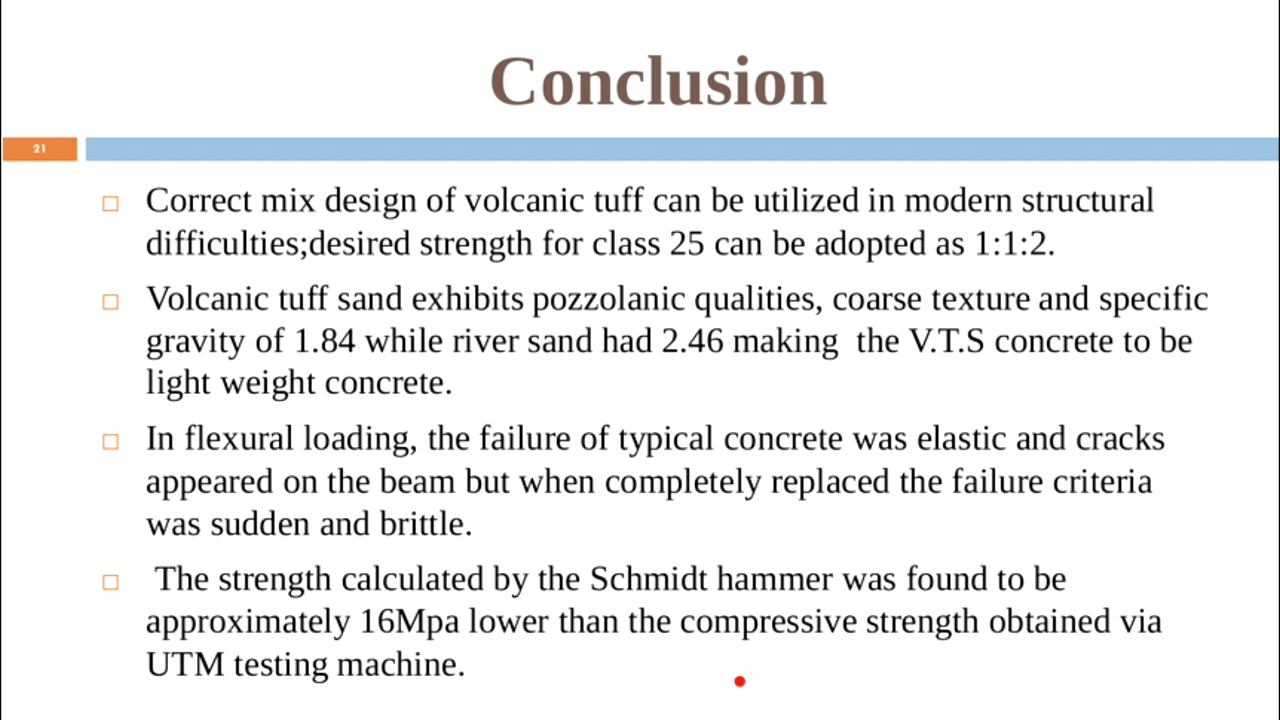 Conclusion
21
Correct mix design of volcanic tuff can be utilized in modern structural
difficulties;desired strength for class 25 can be adopted as 1:1:2.
Volcanic tuff sand exhibits pozzolanic qualities, coarse texture and specific
gravity of 1.84 while river sand had 2.46 making  the V.T.S concrete to be
light weight concrete.
In flexural loading, the failure of typical concrete was elastic and cracks
appeared on the beam but when completely replaced the failure criteria
was sudden and brittle.
The strength calculated by the Schmidt hammer was found to be
approximately 16Mpa lower than the compressive strength obtained via
UTM testing machine.